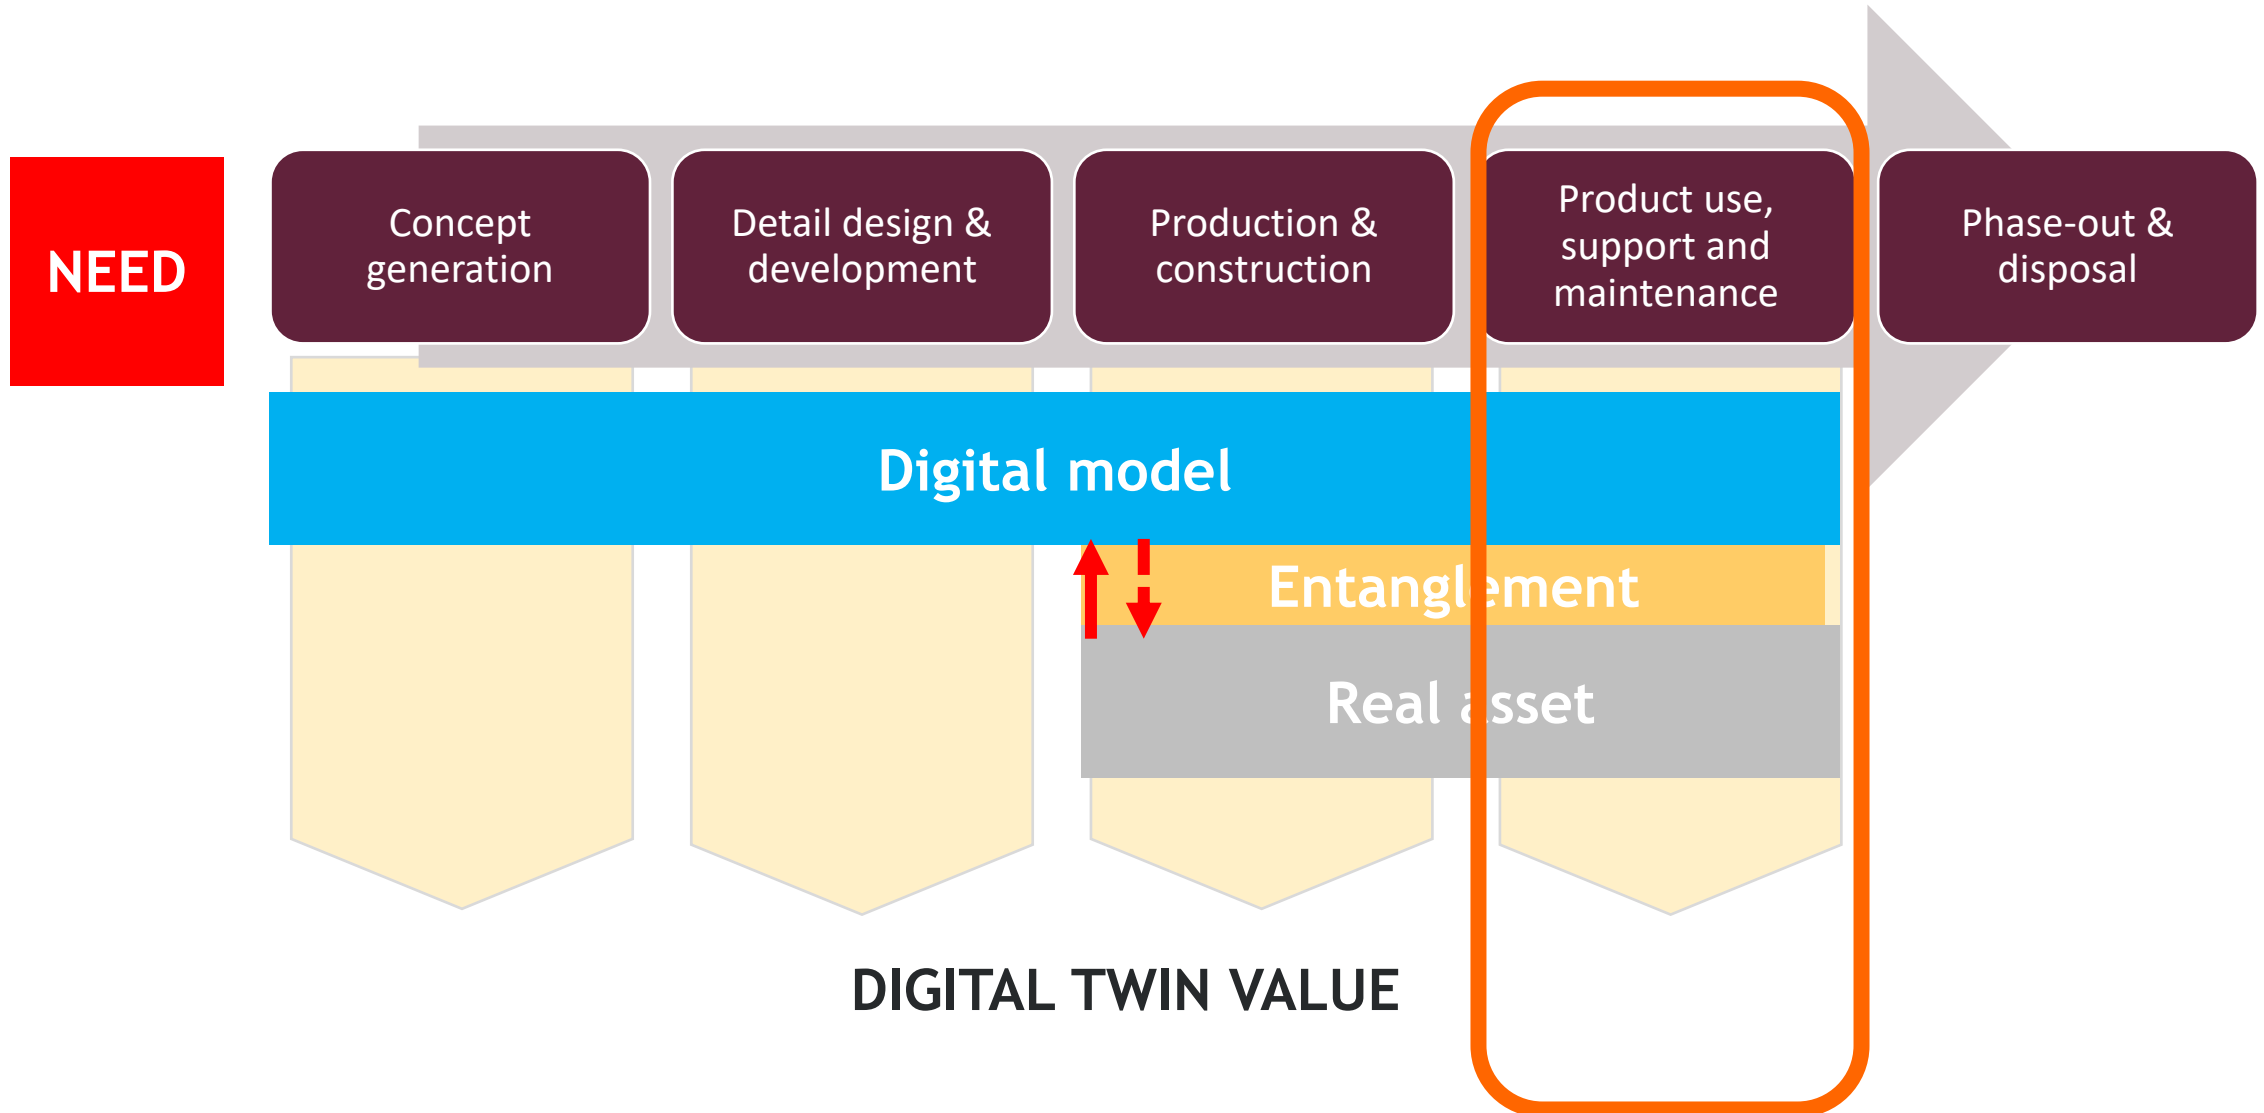 NEED
Concept
generation
Detail design &
development
Production &
construction
Product use,
support and
maintenance
Phase-out &
disposal
Digital model
Entanglement
Real asset
DIGITAL TWIN VALUE